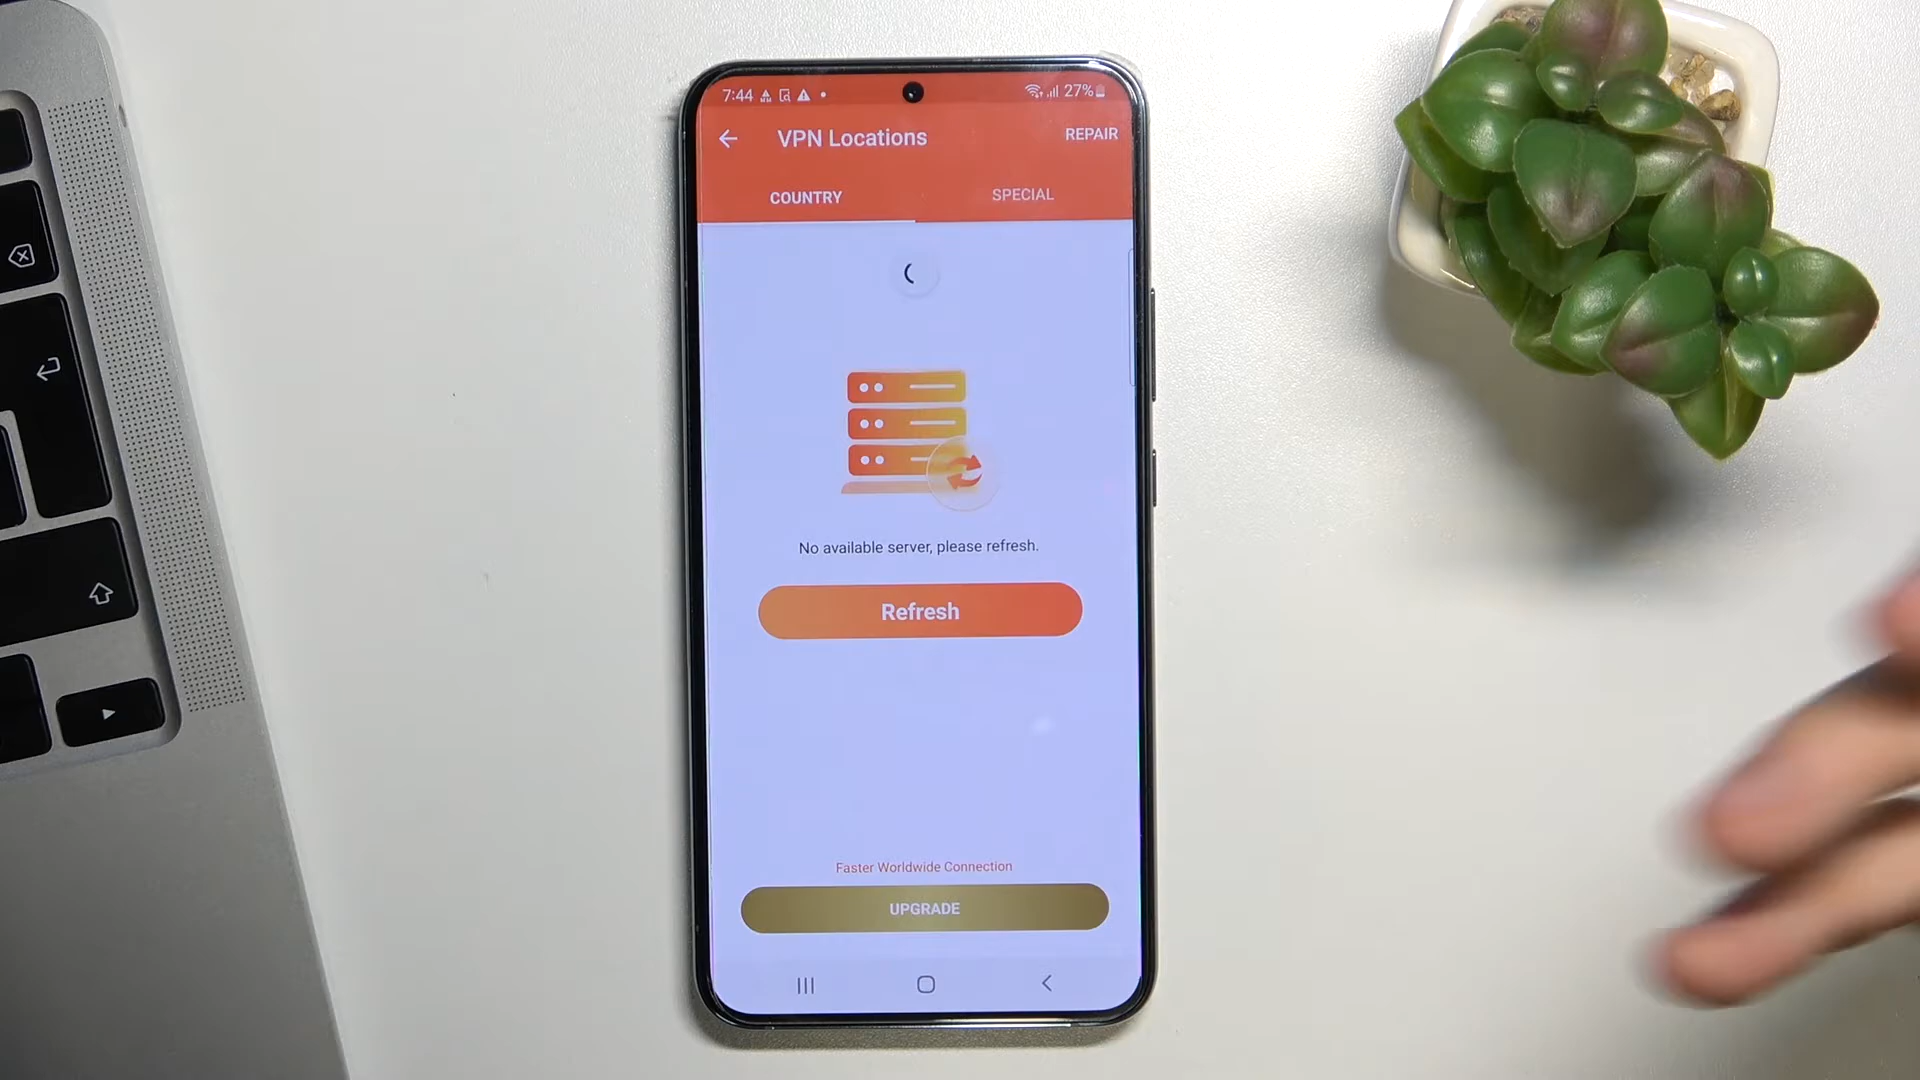 7:44
27%
VPN Locations
REPAIR
COUNTRY
SPECIAL
No available server, please refresh.
Refresh
Faster Worldwide Connection
UPGRADE